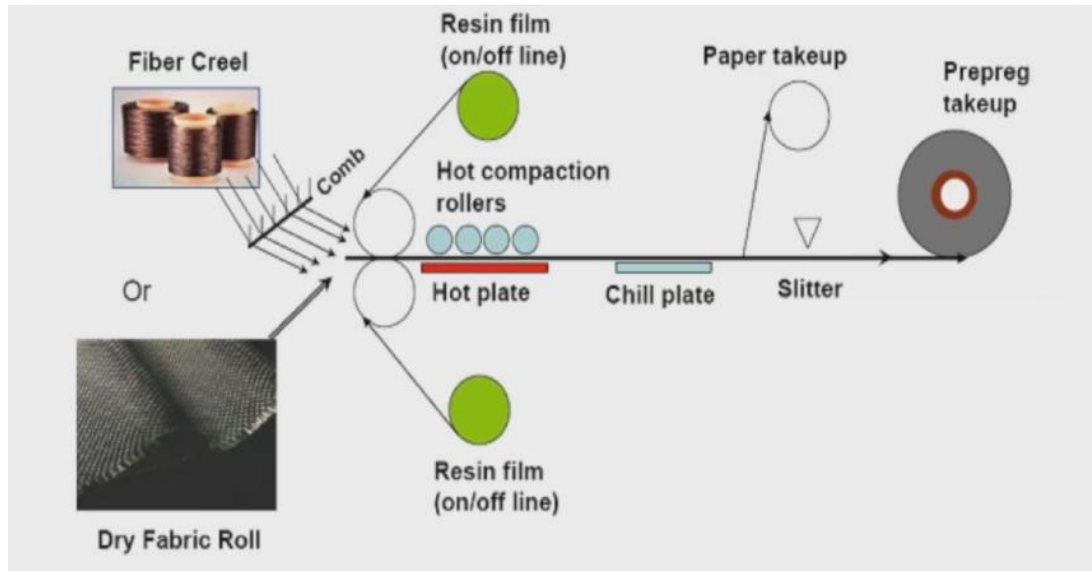 Fiber Creel
Comb
Or
Dry Fabric Roll
Resin film
(on/off line)
Hot compaction
rollers
Hot plate
Resin film
(on/off line)
Chill plate
Paper takeup
Slitter
Prepreg
takeup